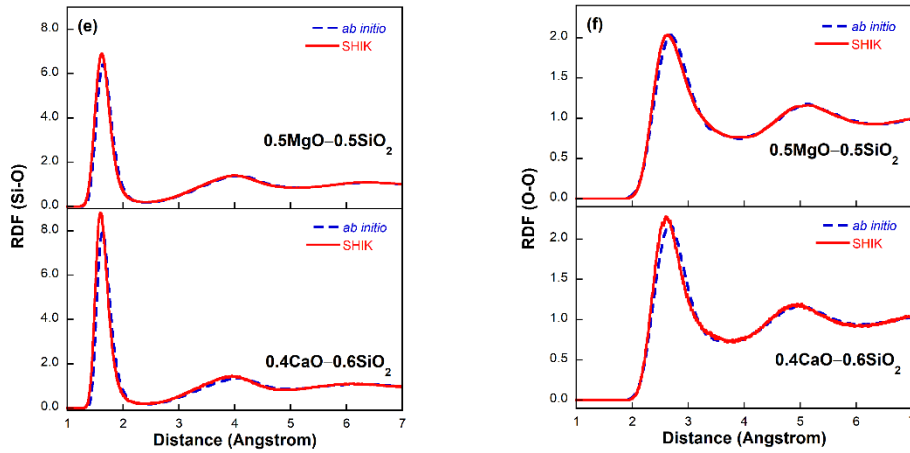 (e)
ab initio
SHIK
0.5MgO–0.5SiO₂
8.0
6.0
4.0
2.0
0.0
ab initio
SHIK
0.4CaO–0.6SiO₂
8.0
6.0
4.0
2.0
0.0
RDF (Si-O)
1 2 3 4 5 6 7
Distance (Angstrom)
(f)
ab initio
SHIK
0.5MgO–0.5SiO₂
2.0
1.5
1.0
0.5
0.0
ab initio
SHIK
0.4CaO–0.6SiO₂
2.0
1.5
1.0
0.5
0.0
RDF (O-O)
1 2 3 4 5 6 7
Distance (Angstrom)